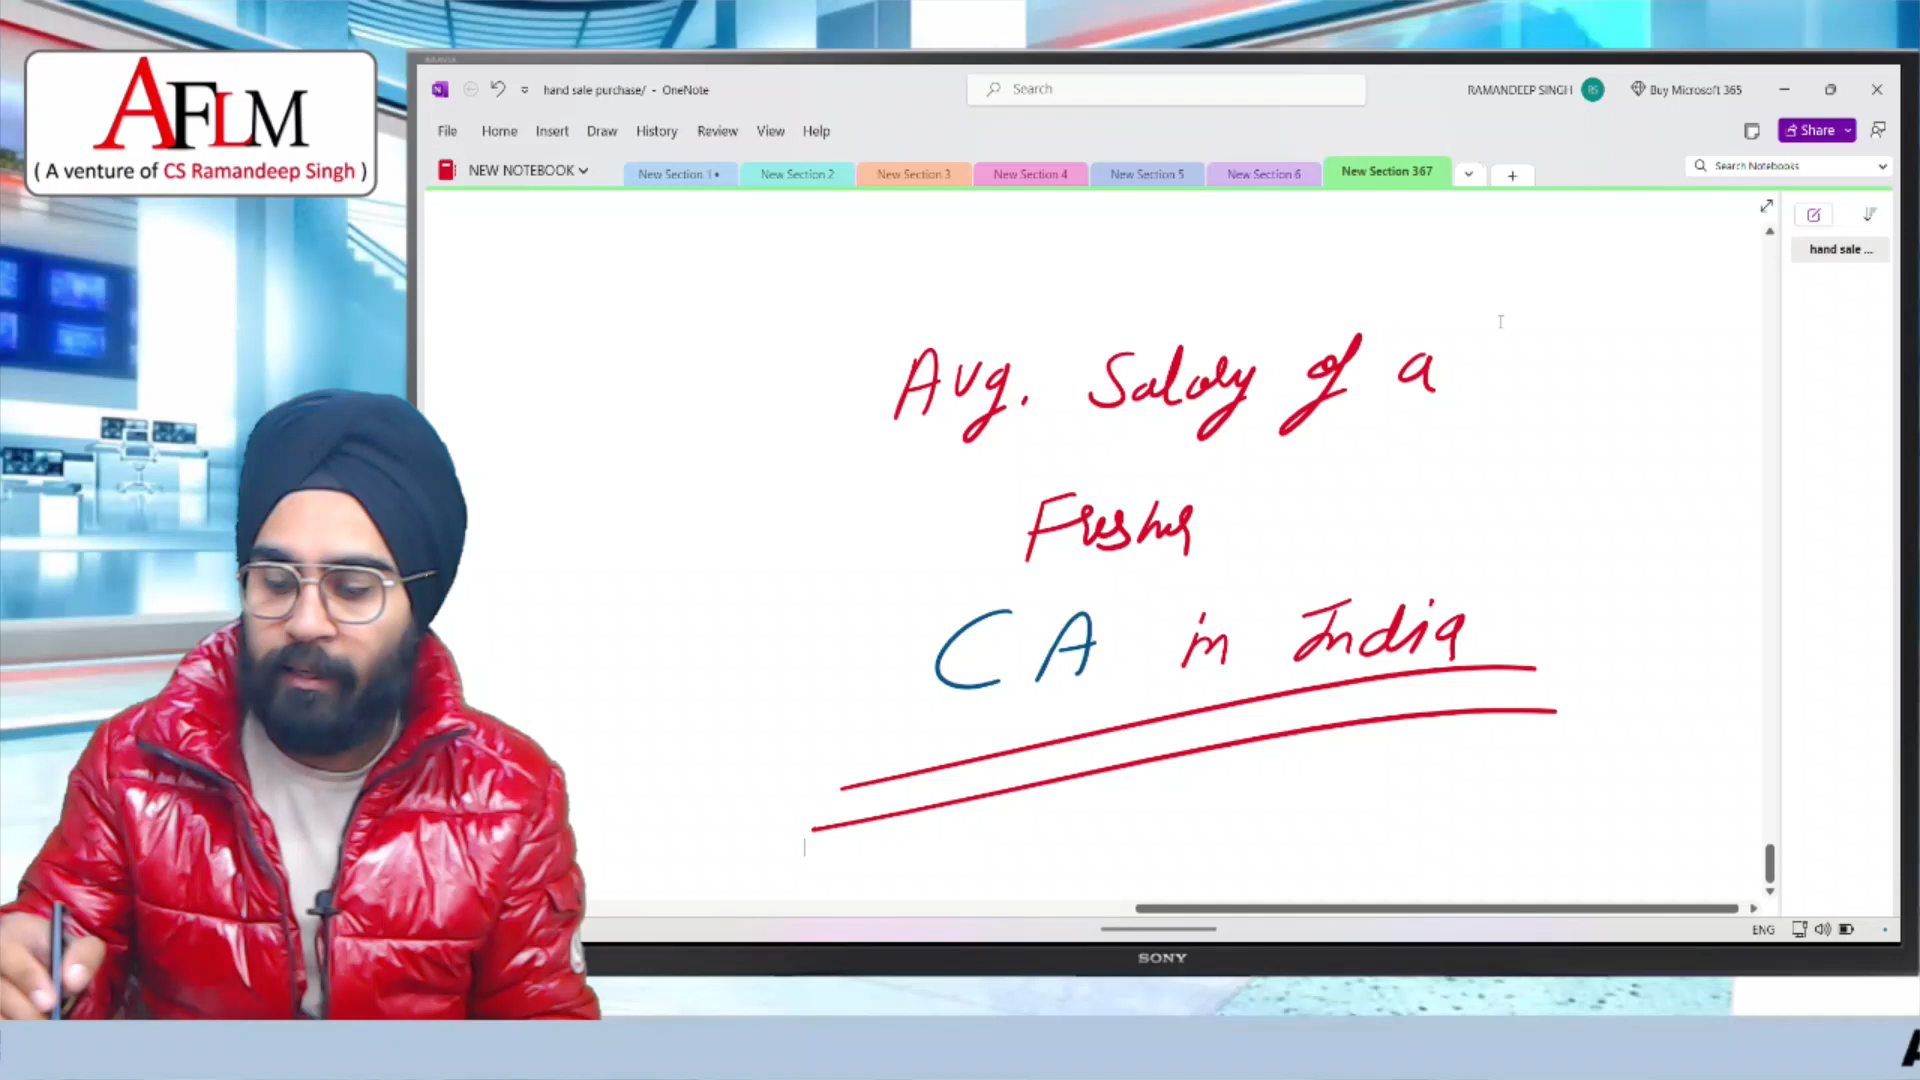 AFLM
( A venture of CS Ramandeep Singh )
hand sale purchase/ - OneNote
Search
RAMANDEEP SINGH
RS
Buy Microsoft 365
File Home Insert Draw History Review View Help
Share
NEW NOTEBOOK
New Section 1
New Section 2
New Section 3
New Section 4
New Section 5
New Section 6
New Section 367
Search Notebooks
hand sale ...
Avg. Salary of a
Fresher
CA in India
ENG
SONY